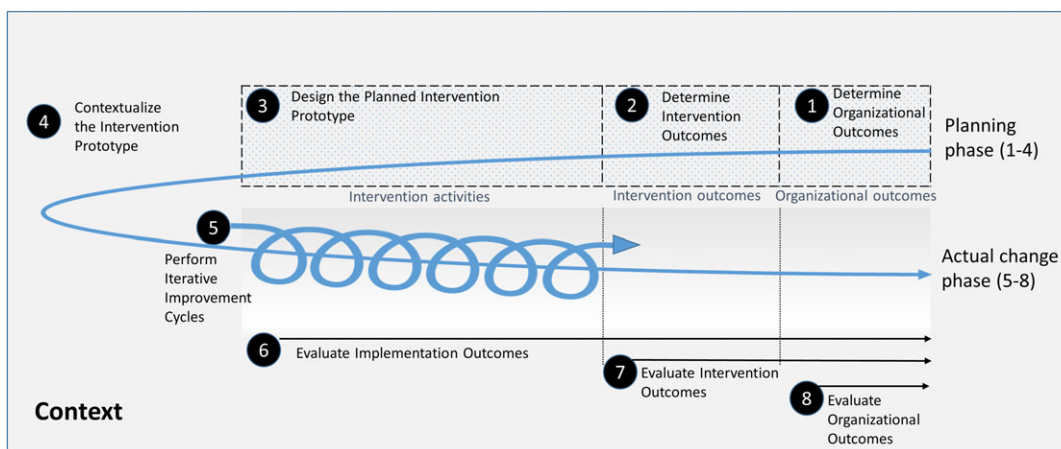 4
Contextualize
the Intervention
Prototype
3
Design the Planned Intervention
Prototype
2
Determine
Intervention
Outcomes
1
Determine
Organizational
Outcomes
Planning
phase (1-4)
Intervention activities
Intervention outcomes
Organizational outcomes
5
Perform
Iterative
Improvement
Cycles
Actual change
phase (5-8)
6
Evaluate Implementation Outcomes
7
Evaluate Intervention
Outcomes
8
Evaluate
Organizational
Outcomes
Context